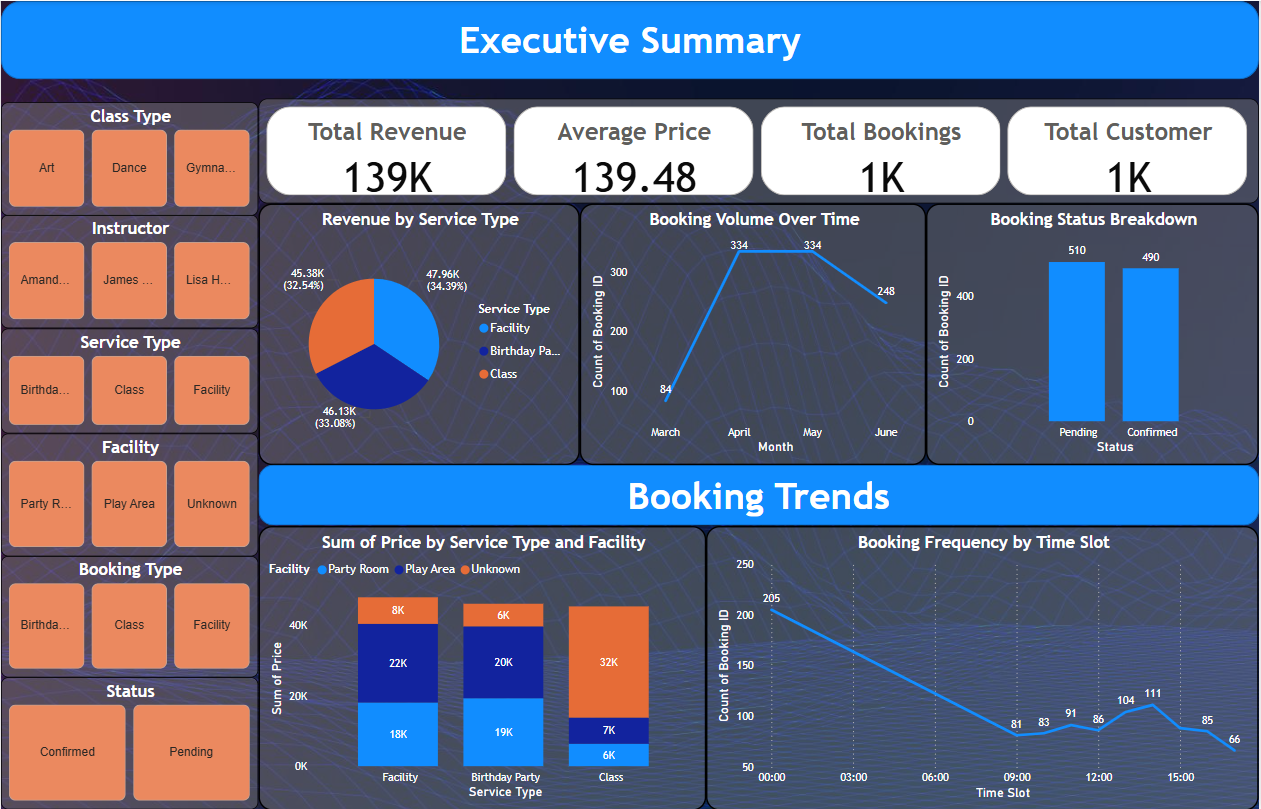 Executive Summary
Class Type
Art
Dance
Gymna...
Instructor
Amand...
James ...
Lisa H...
Service Type
Birthda...
Class
Facility
Facility
Party R...
Play Area
Unknown
Booking Type
Birthda...
Class
Facility
Status
Confirmed
Pending
Total Revenue
139K
Average Price
139.48
Total Bookings
1K
Total Customer
1K
Revenue by Service Type
45.38K
(32.54%)
47.96K
(34.39%)
46.13K
(33.08%)
Service Type
Facility
Birthday Pa...
Class
Booking Volume Over Time
Count of Booking ID
300
200
100
84
334
334
248
March
April
May
June
Month
Booking Status Breakdown
Count of Booking ID
400
200
0
510
490
Pending
Confirmed
Status
Booking Trends
Sum of Price by Service Type and Facility
Facility Party Room Play Area Unknown
Sum of Price
40K
20K
0K
8K
22K
18K
6K
20K
19K
32K
7K
6K
Facility
Birthday Party
Class
Service Type
Booking Frequency by Time Slot
Count of Booking ID
250
200
150
100
50
205
81
83
91
86
104
111
85
66
00:00
03:00
06:00
09:00
12:00
15:00
Time Slot